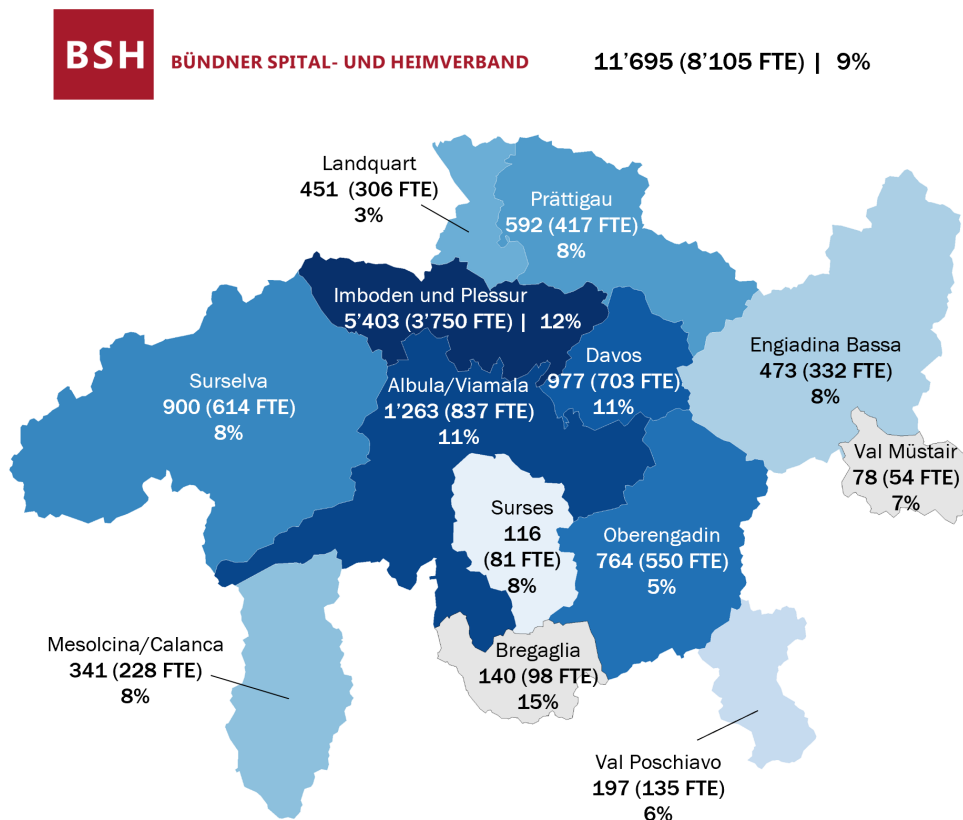 BSH
BÜNDNER SPITAL- UND HEIMVERBAND
11’695 (8’105 FTE) | 9%
Landquart
451 (306 FTE)
3%
Prättigau
592 (417 FTE)
8%
Imboden und Plessur
5’403 (3’750 FTE) | 12%
Davos
977 (703 FTE)
11%
Engiadina Bassa
473 (332 FTE)
8%
Surselva
900 (614 FTE)
8%
Albula/Viamala
1’263 (837 FTE)
11%
Val Müstair
78 (54 FTE)
7%
Surses
116
(81 FTE)
8%
Oberengadin
764 (550 FTE)
5%
Mesolcina/Calanca
341 (228 FTE)
8%
Bregaglia
140 (98 FTE)
15%
Val Poschiavo
197 (135 FTE)
6%